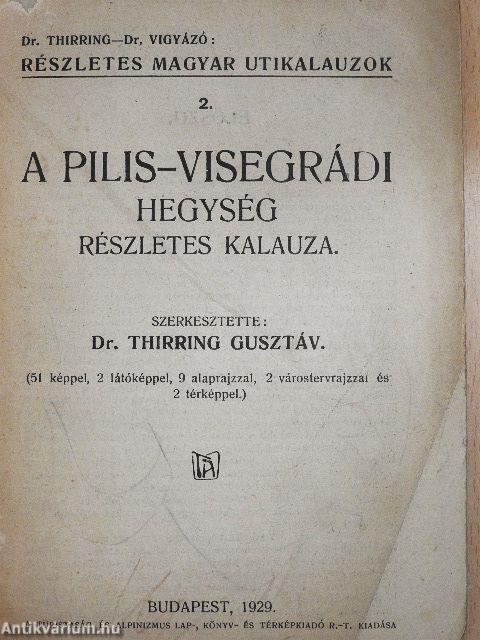 Dr. THIRRING—Dr. VIGYÁZÓ:
RÉSZLETES MAGYAR UTIKALAUZOK
2.
A PILIS–VISEGRÁDI
HEGYSÉG
RÉSZLETES KALAUZA.
SZERKESZTETTE:
Dr. THIRRING GUSZTÁV.
(51 képpel, 2 látóképpel, 9 alaprajzzal, 2 várostervrajzzal és
2 térképpel.)
BUDAPEST, 1929.
A TURISTASÁG ÉS ALPINIZMUS LAP-, KÖNYV- ÉS TÉRKÉPKIADÓ R.-T. KIADÁSA
Antikvarium.hu